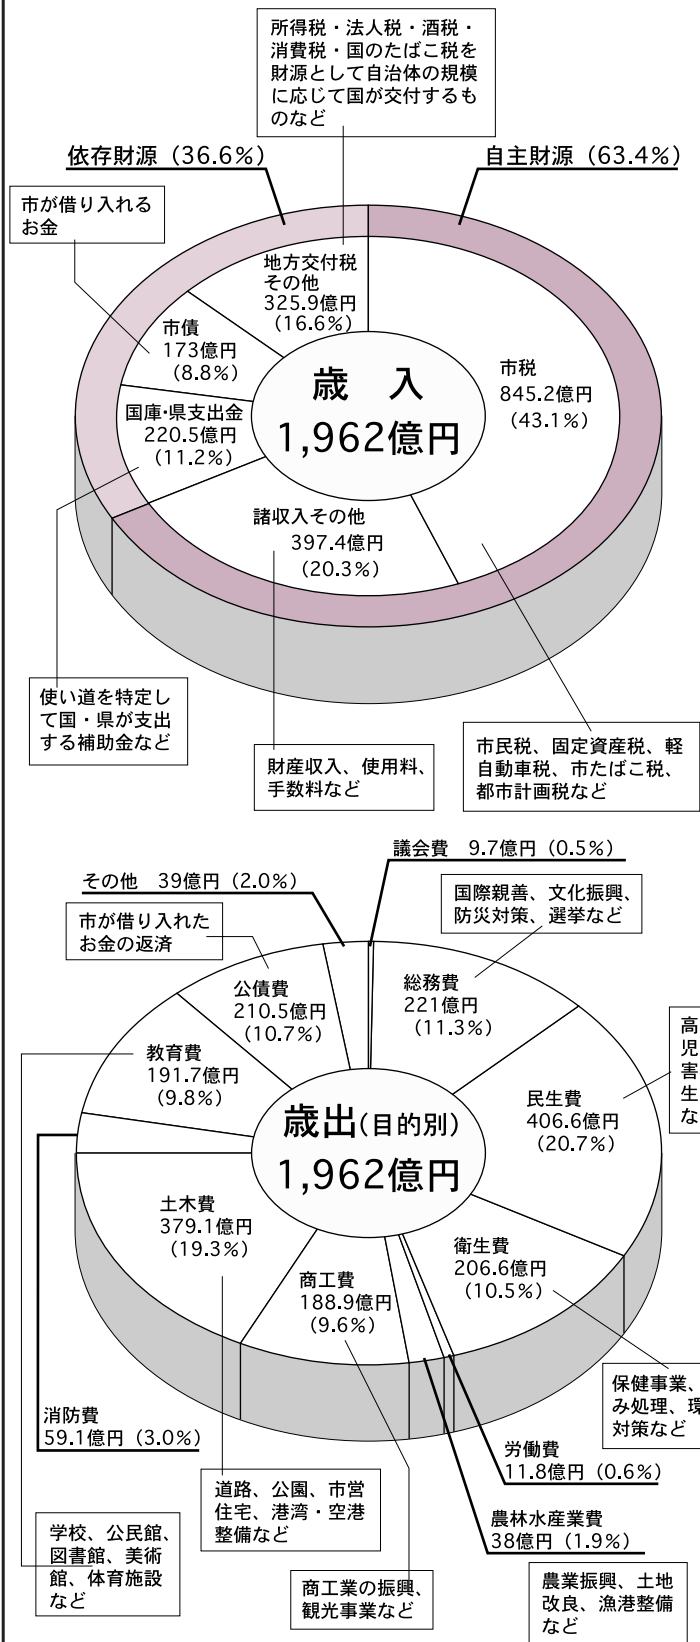 所得税・法人税・酒税・
消費税・国のたばこ税を
財源として自治体の規模
に応じて国が交付するも
のなど
依存財源(36.6%)
自主財源(63.4%)
市が借り入れる
お金
地方交付税
その他
325.9億円
(16.6%)
市債
173億円
(8.8%)
国庫・県支出金
220.5億円
(11.2%)
歳 入
1,962億円
市税
845.2億円
(43.1%)
諸収入その他
397.4億円
(20.3%)
使い道を特定し
て国・県が支出
する補助金など
財産収入、使用料、
手数料など
市民税、固定資産税、軽
自動車税、市たばこ税、
都市計画税など
議会費 9.7億円(0.5%)
その他 39億円(2.0%)
国際親善、文化振興、
防災対策、選挙など
市が借り入れた
お金の返済
公債費
210.5億円
(10.7%)
総務費
221億円
(11.3%)
高
児
害
生
な
教育費
191.7億円
(9.8%)
民生費
406.6億円
(20.7%)
歳出(目的別)
1,962億円
土木費
379.1億円
(19.3%)
商工費
188.9億円
(9.6%)
衛生費
206.6億円
(10.5%)
保健事業、
み処理、環
対策など
消防費
59.1億円(3.0%)
労働費
11.8億円(0.6%)
道路、公園、市営
住宅、港湾・空港
整備など
農林水産業費
38億円(1.9%)
学校、公民館、
図書館、美術
館、体育施設
など
商工業の振興、
観光事業など
農業振興、土地
改良、漁港整備
など